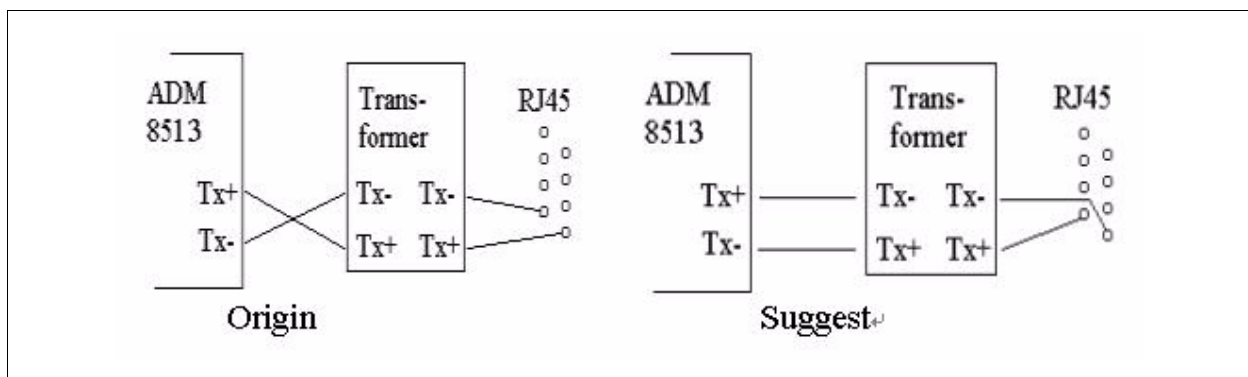 ADM
8513
Tx+
Tx-
Trans-
former
Tx- Tx-
Tx+ Tx+
RJ45
Origin
ADM
8513
Tx+
Tx-
Trans-
former
Tx- Tx-
Tx+ Tx+
RJ45
Suggest↵